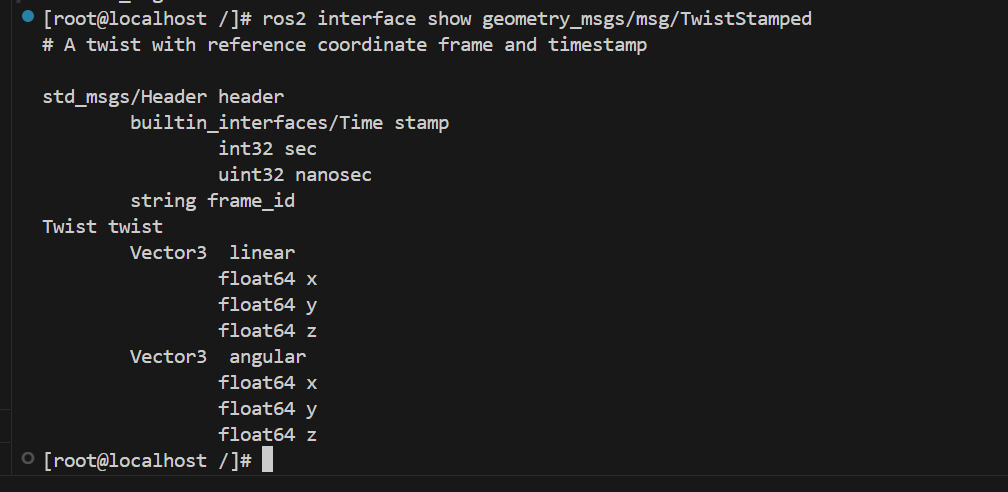 [root@localhost /]# ros2 interface show geometry_msgs/msg/TwistStamped
# A twist with reference coordinate frame and timestamp

std_msgs/Header header
        builtin_interfaces/Time stamp
                int32 sec
                uint32 nanosec
        string frame_id
Twist twist
        Vector3  linear
                float64 x
                float64 y
                float64 z
        Vector3  angular
                float64 x
                float64 y
                float64 z
[root@localhost /]#